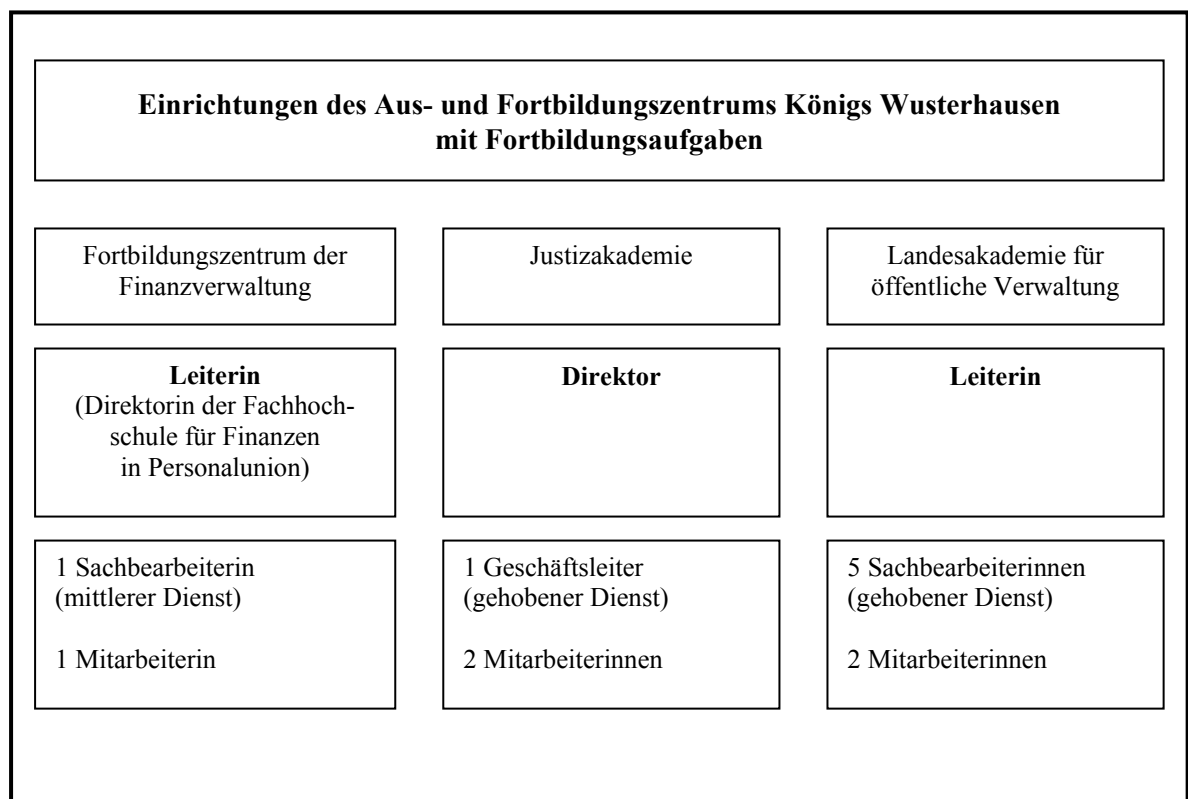 Einrichtungen des Aus- und Fortbildungszentrums Königs Wusterhausen
mit Fortbildungsaufgaben
Fortbildungszentrum der
Finanzverwaltung
Justizakademie
Landesakademie für
öffentliche Verwaltung
Leiterin
(Direktorin der Fachhoch-
schule für Finanzen
in Personalunion)
Direktor
Leiterin
1 Sachbearbeiterin
(mittlerer Dienst)
1 Mitarbeiterin
1 Geschäftsleiter
(gehobener Dienst)
2 Mitarbeiterinnen
5 Sachbearbeiterinnen
(gehobener Dienst)
2 Mitarbeiterinnen